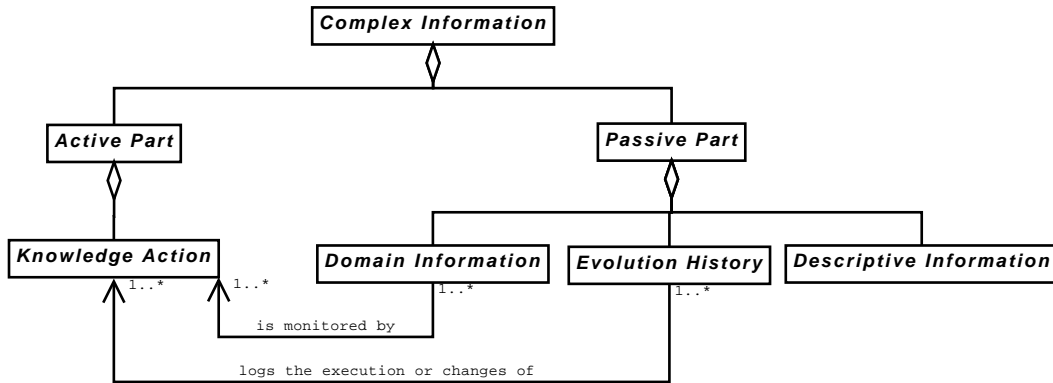 Complex Information
Active Part
Passive Part
Knowledge Action
Domain Information
Evolution History
Descriptive Information
1..*
1..*
1..*
1..*
is monitored by
logs the execution or changes of